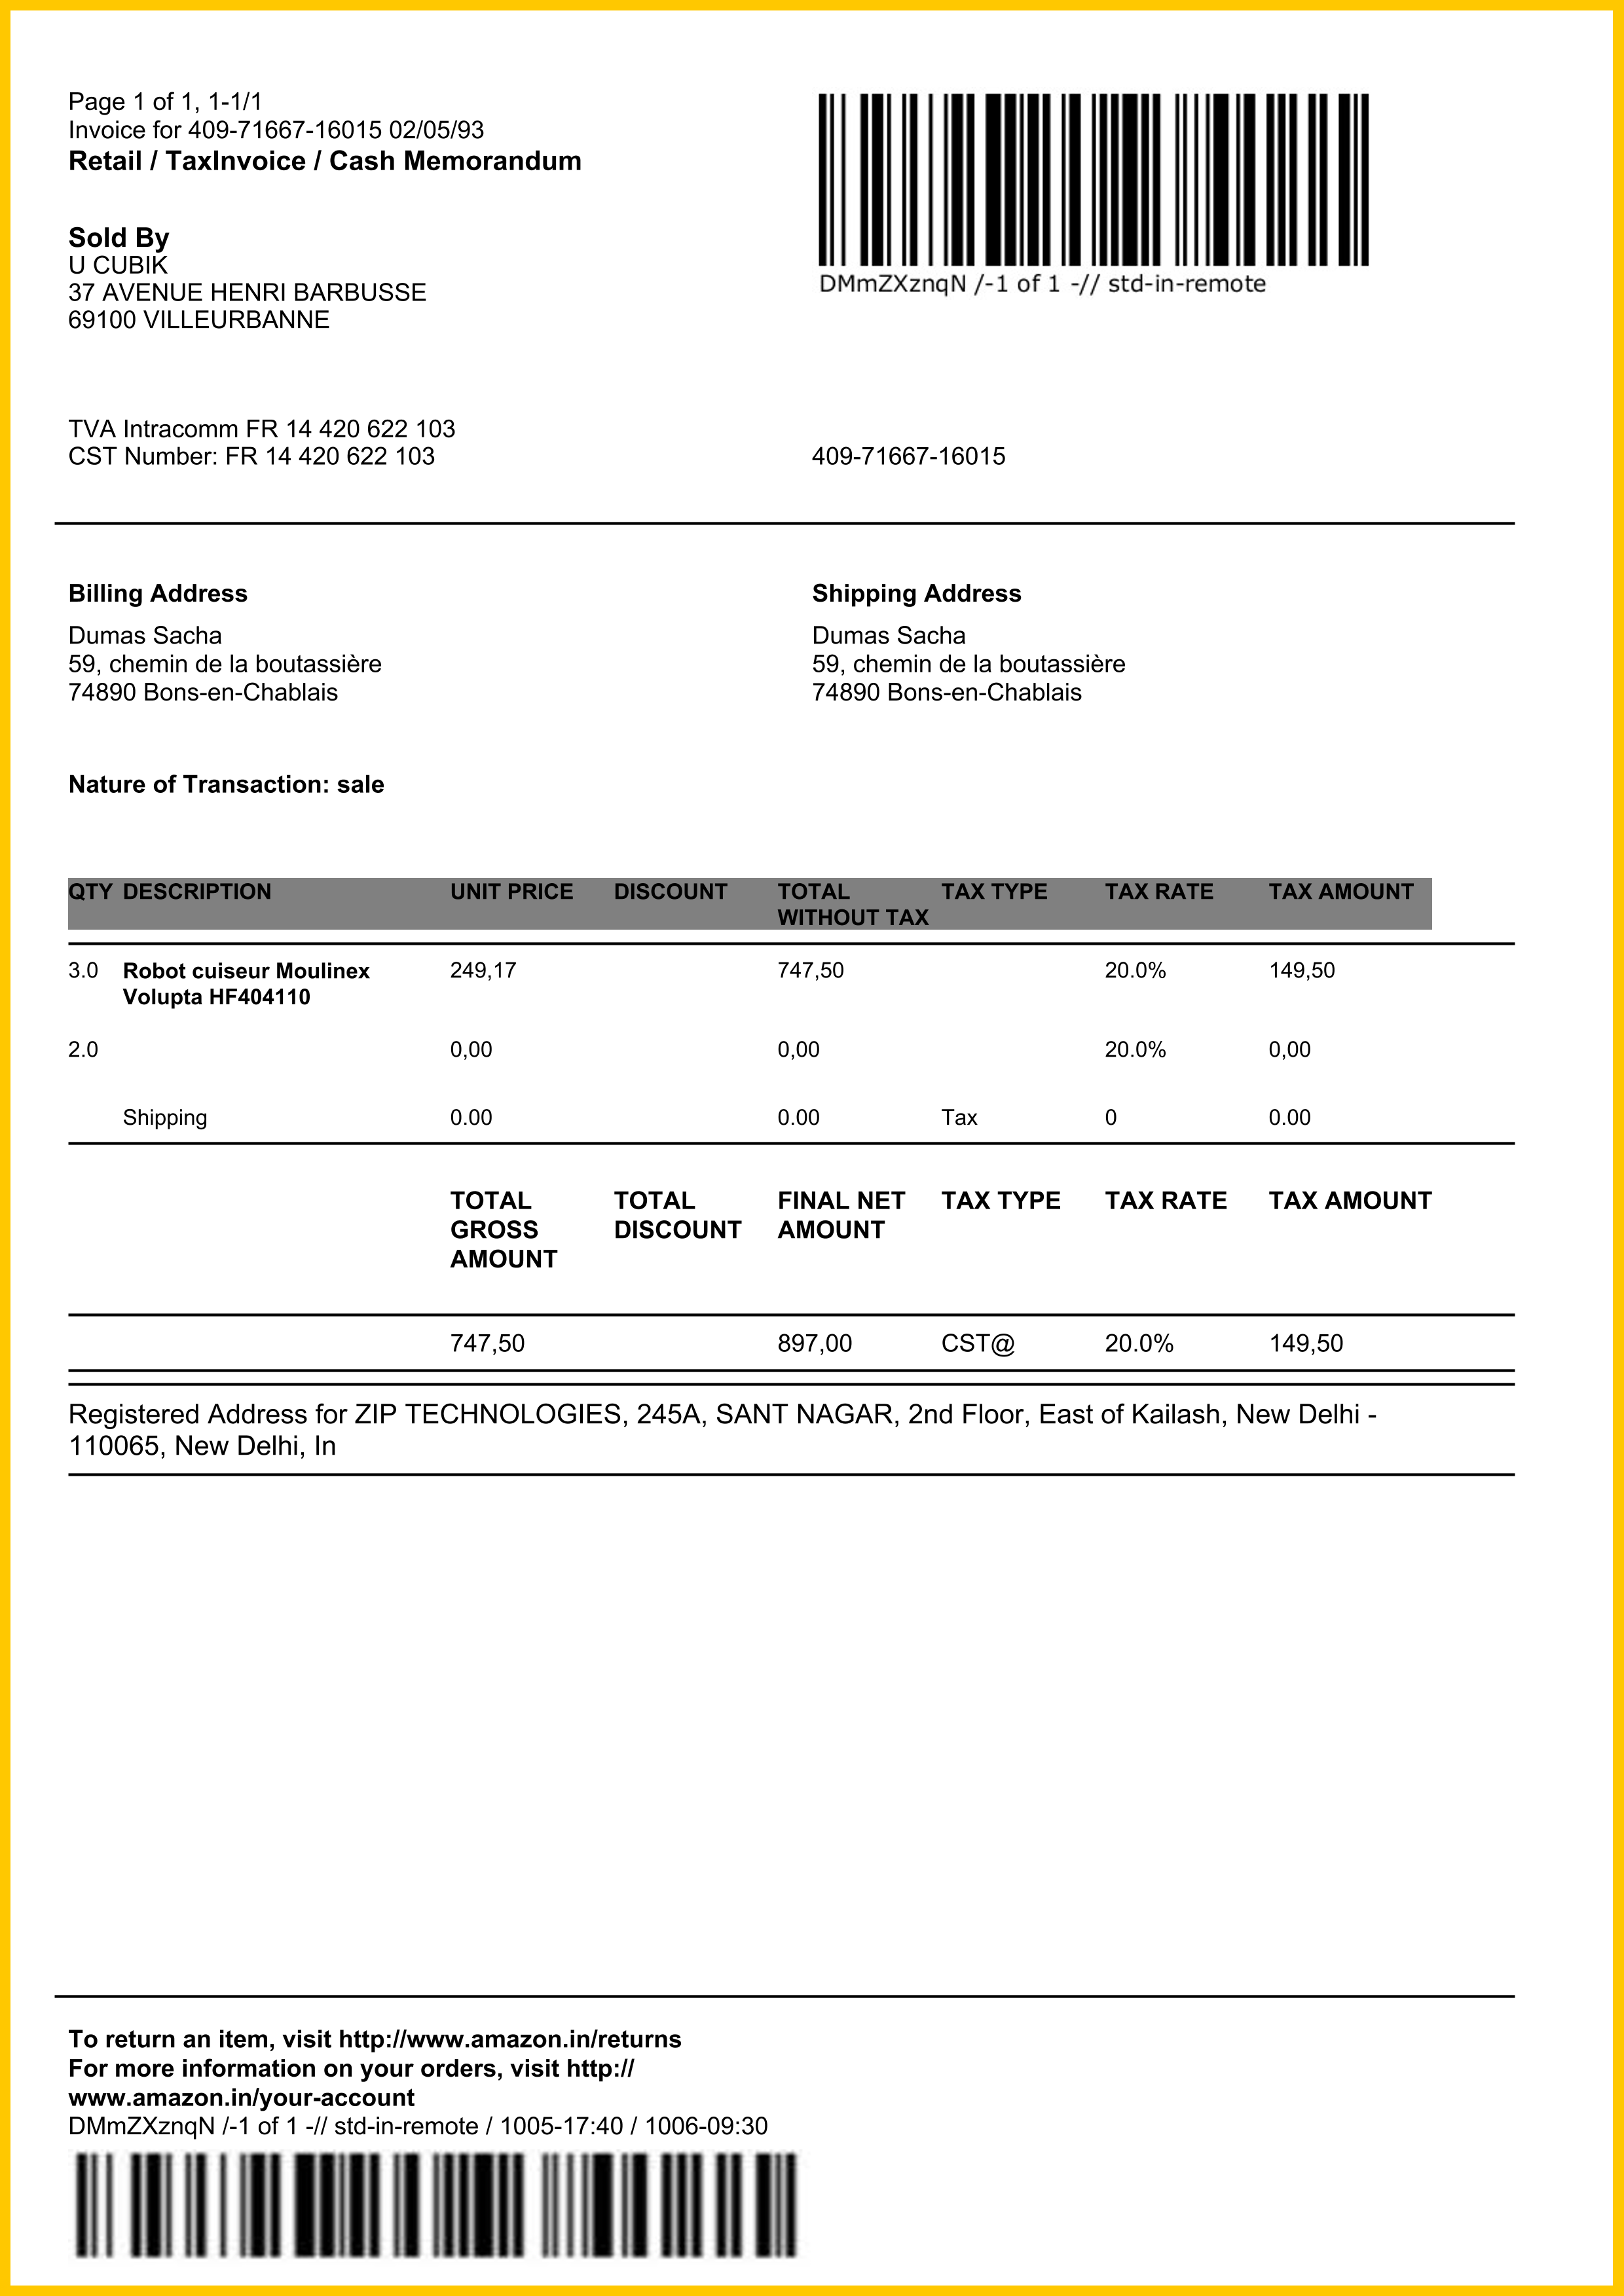 Page 1 of 1, 1-1/1
Invoice for 409-71667-16015 02/05/93
Retail / TaxInvoice / Cash Memorandum
DMmZXznqN /-1 of 1 -// std-in-remote
Sold By
U CUBIK
37 AVENUE HENRI BARBUSSE
69100 VILLEURBANNE
TVA Intracomm FR 14 420 622 103
CST Number: FR 14 420 622 103
409-71667-16015
Billing Address
Dumas Sacha
59, chemin de la boutassière
74890 Bons-en-Chablais
Shipping Address
Dumas Sacha
59, chemin de la boutassière
74890 Bons-en-Chablais
Nature of Transaction: sale
QTY DESCRIPTION UNIT PRICE DISCOUNT TOTAL TAX TYPE TAX RATE TAX AMOUNT
WITHOUT TAX
3.0 Robot cuiseur Moulinex 249,17 747,50 20.0% 149,50
Volupta HF404110
2.0 0,00 0,00 20.0% 0,00
Shipping 0.00 0.00 Tax 0 0.00
TOTAL TOTAL FINAL NET TAX TYPE TAX RATE TAX AMOUNT
GROSS DISCOUNT AMOUNT
AMOUNT
747,50 897,00 CST@ 20.0% 149,50
Registered Address for ZIP TECHNOLOGIES, 245A, SANT NAGAR, 2nd Floor, East of Kailash, New Delhi -
110065, New Delhi, In
To return an item, visit http://www.amazon.in/returns
For more information on your orders, visit http://
www.amazon.in/your-account
DMmZXznqN /-1 of 1 -// std-in-remote / 1005-17:40 / 1006-09:30